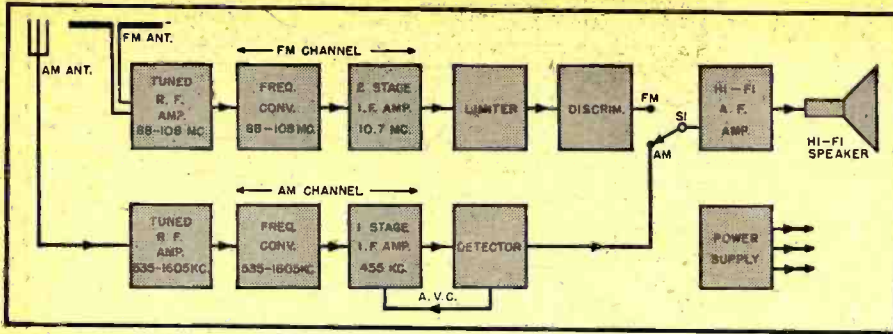 FM ANT.
AM ANT.
FM CHANNEL
TUNED
R. F.
AMP.
88-108 MC.
FREQ.
CONV.
88-108 MC.
2 STAGE
I.F. AMP.
10.7 MC.
LIMITER
DISCRIM.
FM
AM
S1
HI-FI
A.F.
AMP.
HI-FI
SPEAKER
AM CHANNEL
TUNED
R. F.
AMP.
535-1605KC.
FREQ.
CONV.
535-1605KC.
1 STAGE
I.F. AMP.
455 KC.
DETECTOR
A.V.C.
POWER
SUPPLY